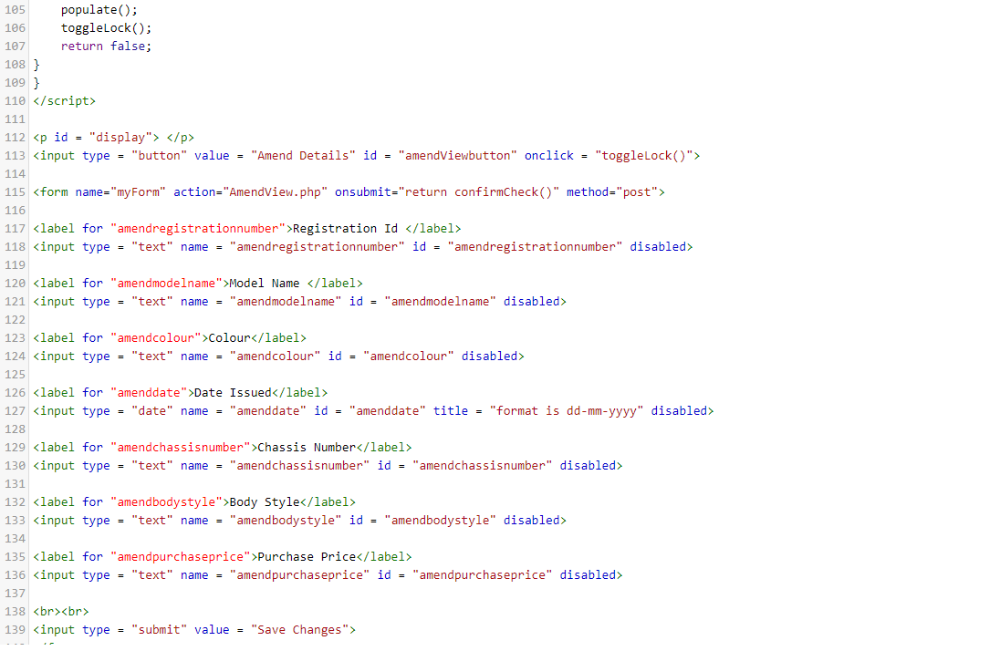 105 populate();
106 toggleLock();
107 return false;
108 }
109 }
110 </script>
111
112 <p id = "display"> </p>
113 <input type = "button" value = "Amend Details" id = "amendViewbutton" onclick = "toggleLock()">
114
115 <form name="myForm" action="AmendView.php" onsubmit="return confirmCheck()" method="post">
116
117 <label for "amendregistrationnumber">Registration Id </label>
118 <input type = "text" name = "amendregistrationnumber" id = "amendregistrationnumber" disabled>
119
120 <label for "amendmodelname">Model Name </label>
121 <input type = "text" name = "amendmodelname" id = "amendmodelname" disabled>
122
123 <label for "amendcolour">Colour</label>
124 <input type = "text" name = "amendcolour" id = "amendcolour" disabled>
125
126 <label for "amenddate">Date Issued</label>
127 <input type = "date" name = "amenddate" id = "amenddate" title = "format is dd-mm-yyyy" disabled>
128
129 <label for "amendchassisnumber">Chassis Number</label>
130 <input type = "text" name = "amendchassisnumber" id = "amendchassisnumber" disabled>
131
132 <label for "amendbodystyle">Body Style</label>
133 <input type = "text" name = "amendbodystyle" id = "amendbodystyle" disabled>
134
135 <label for "amendpurchaseprice">Purchase Price</label>
136 <input type = "text" name = "amendpurchaseprice" id = "amendpurchaseprice" disabled>
137
138 <br><br>
139 <input type = "submit" value = "Save Changes">